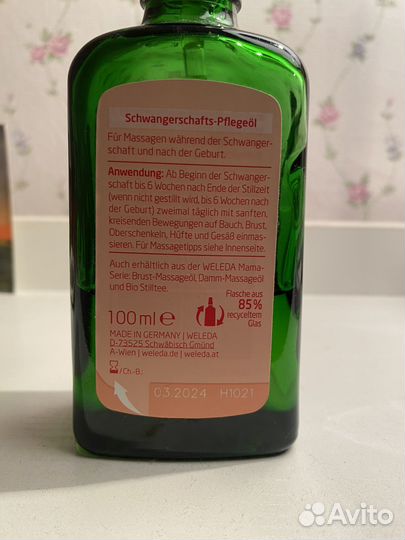 Schwangerschafts-Pflegeöl
Für Massagen während der Schwanger-
schaft und nach der Geburt.
Anwendung: Ab Beginn der Schwanger-
schaft bis 6 Wochen nach Ende der Stillzeit
(wenn nicht gestillt wird, bis 6 Wochen nach
der Geburt) zweimal täglich mit sanften,
kreisenden Bewegungen auf Bauch, Brust,
Oberschenkeln, Hüfte und Gesäß einmas-
sieren. Für Massagetipps siehe Innenseite.
Auch erhältlich aus der WELEDA Mama-
Serie: Brust-Massageöl, Damm-Massageöl
und Bio Stilltee.
Flasche aus
85%
recyceltem
Glas
100 ml e
MADE IN GERMANY | WELEDA
D-73525 Schwäbisch Gmünd
A-Wien | weleda.de | weleda.at
/Ch.-B.
03.2024 H1021
Avito